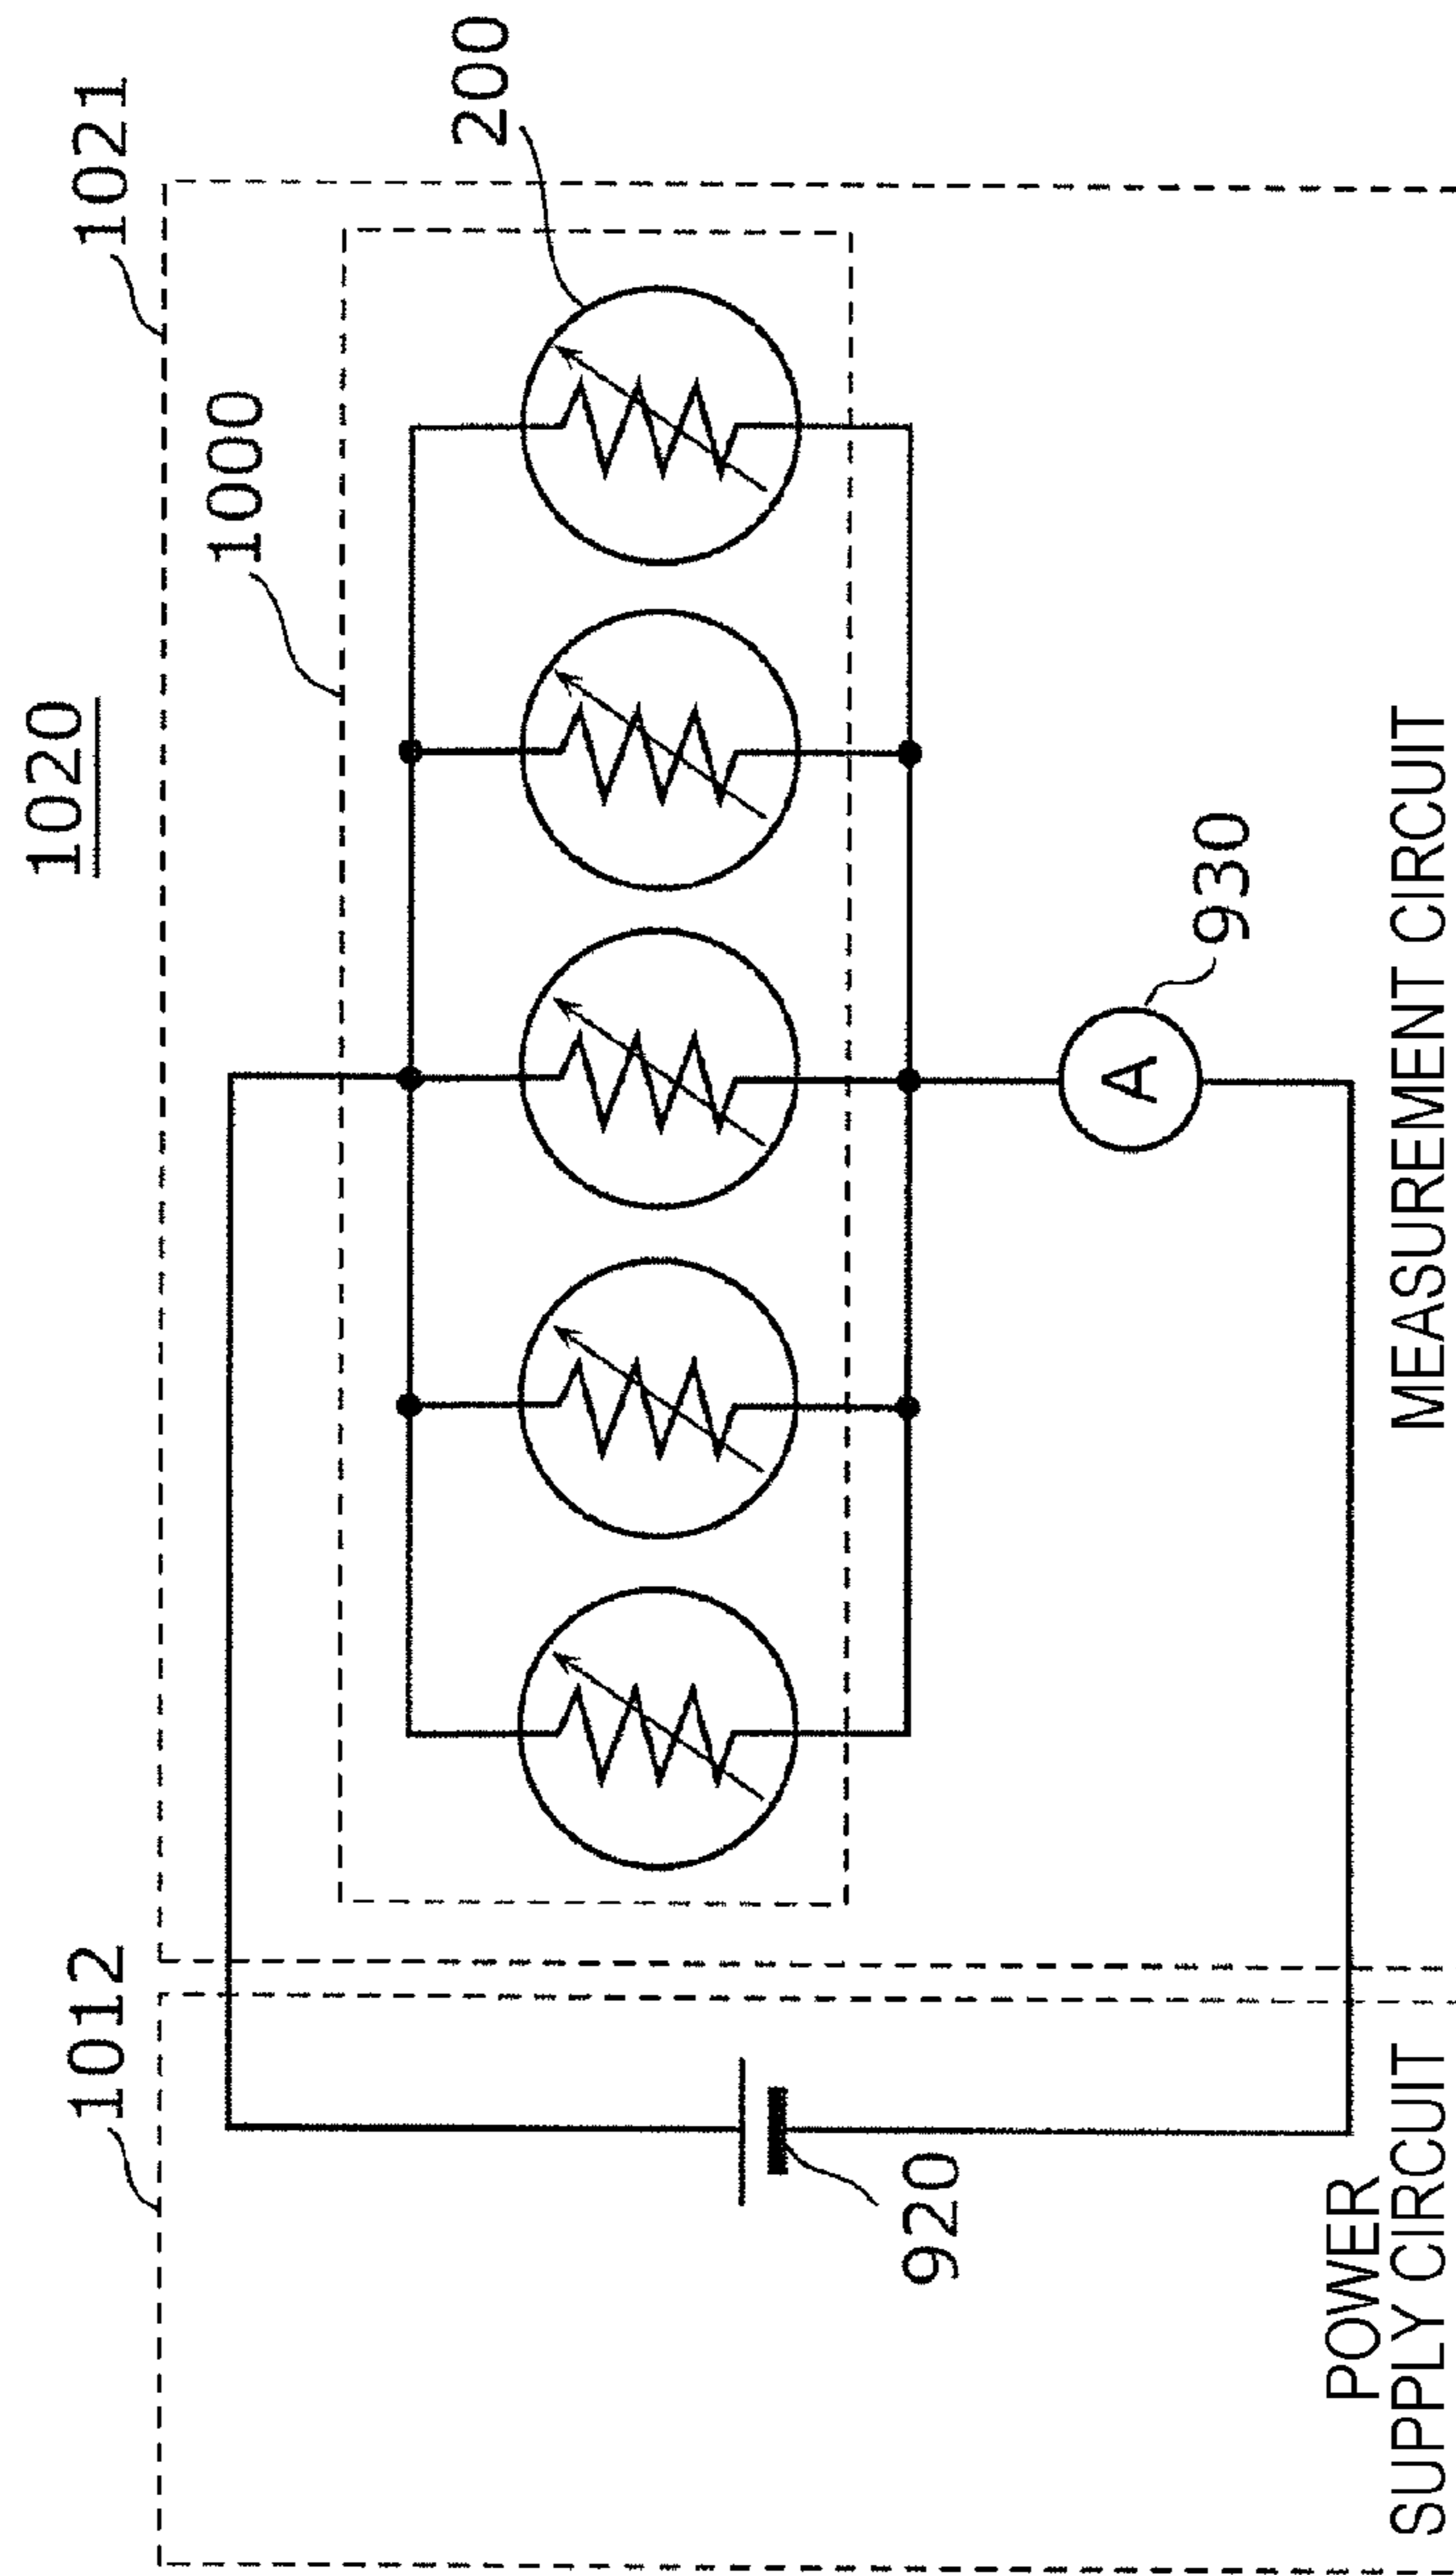 1020
1012
1021
1000
200
920
930
A
POWER
SUPPLY CIRCUIT
MEASUREMENT CIRCUIT